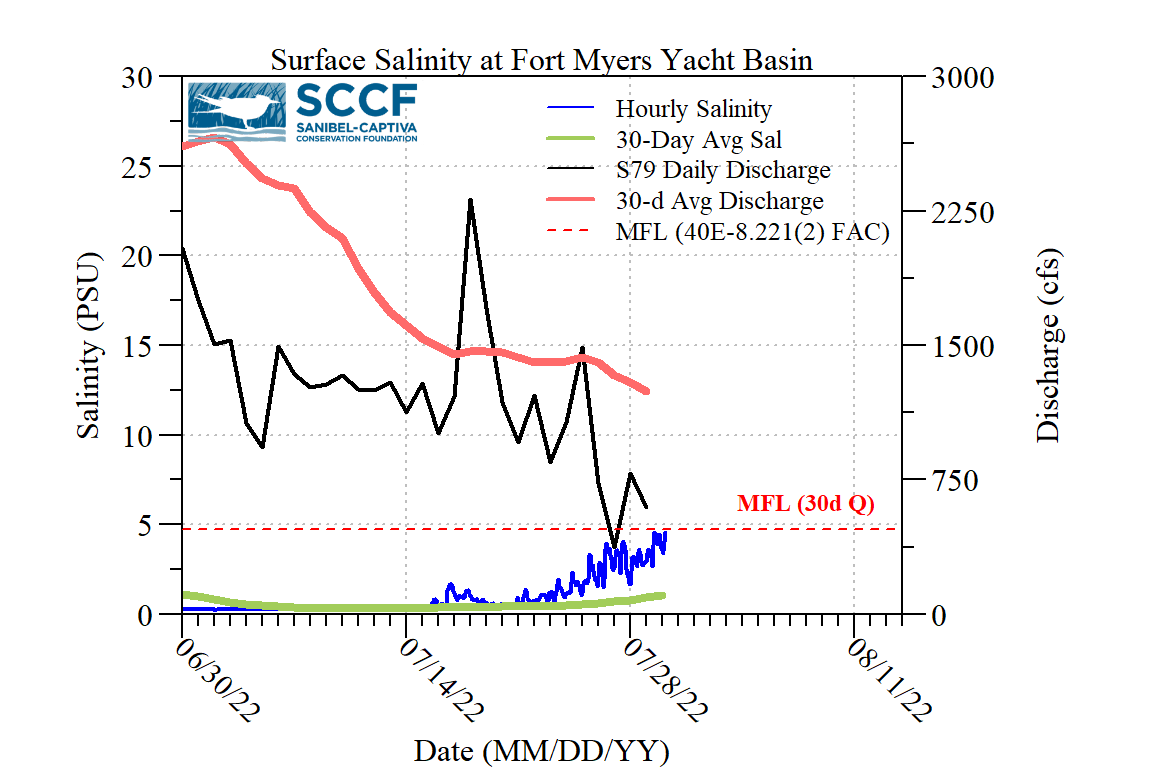 Surface Salinity at Fort Myers Yacht Basin
SCCF
SANIBEL-CAPTIVA
CONSERVATION FOUNDATION
Hourly Salinity
30-Day Avg Sal
S79 Daily Discharge
30-d Avg Discharge
MFL (40E-8.221(2) FAC)
MFL (30d Q)
Salinity (PSU)
30
25
20
15
10
5
0
Discharge (cfs)
3000
2250
1500
750
0
06/30/22
07/14/22
07/28/22
08/11/22
Date (MM/DD/YY)